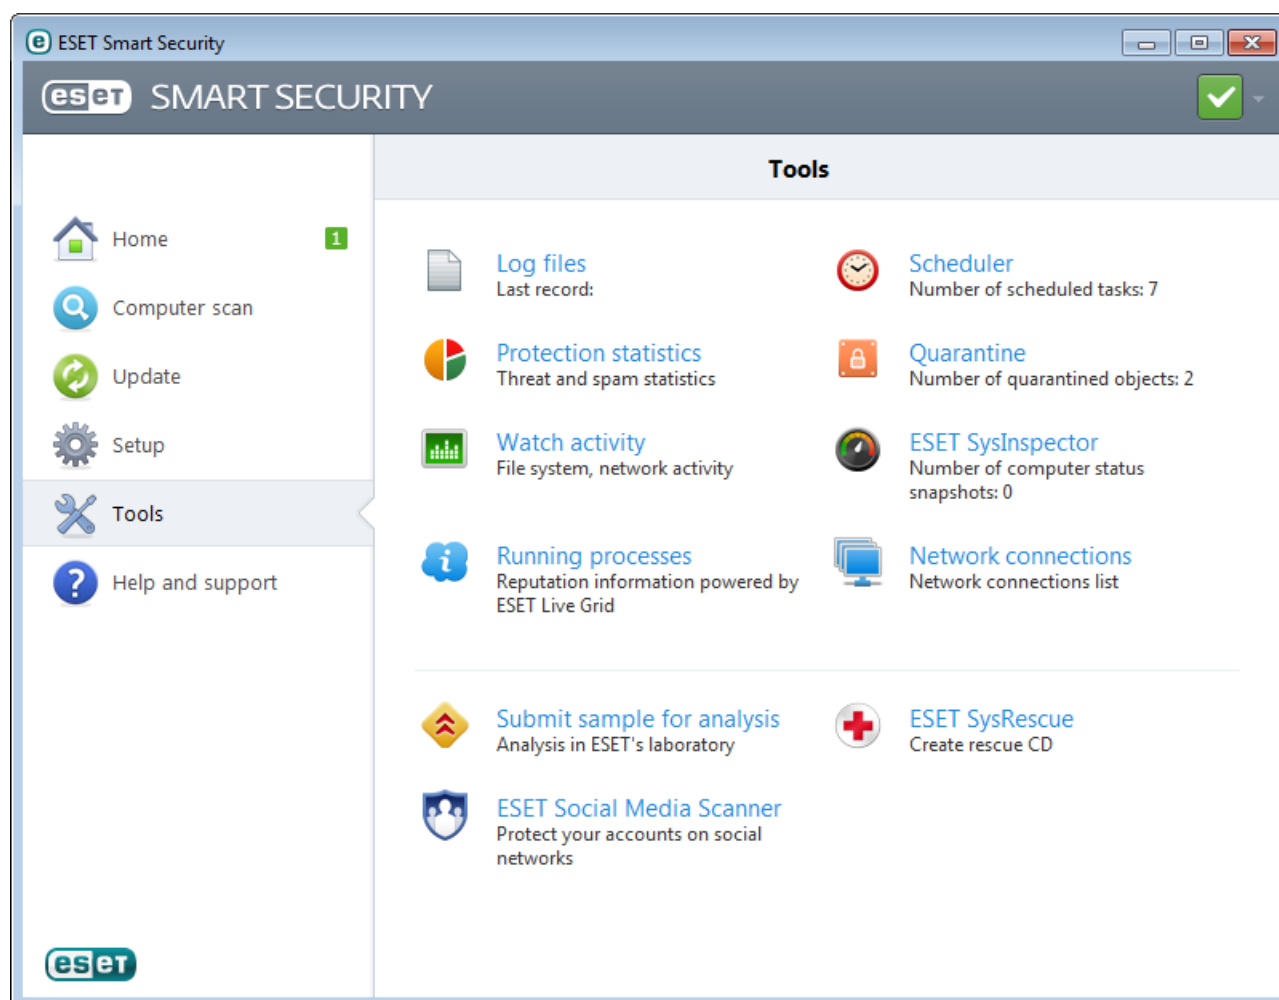 ESET Smart Security
eset SMART SECURITY
Tools
Home 1
Computer scan
Update
Setup
Tools
Help and support
Log files
Last record:
Scheduler
Number of scheduled tasks: 7
Protection statistics
Threat and spam statistics
Quarantine
Number of quarantined objects: 2
Watch activity
File system, network activity
ESET SysInspector
Number of computer status
snapshots: 0
Running processes
Reputation information powered by
ESET Live Grid
Network connections
Network connections list
Submit sample for analysis
Analysis in ESET's laboratory
ESET SysRescue
Create rescue CD
ESET Social Media Scanner
Protect your accounts on social
networks
eset